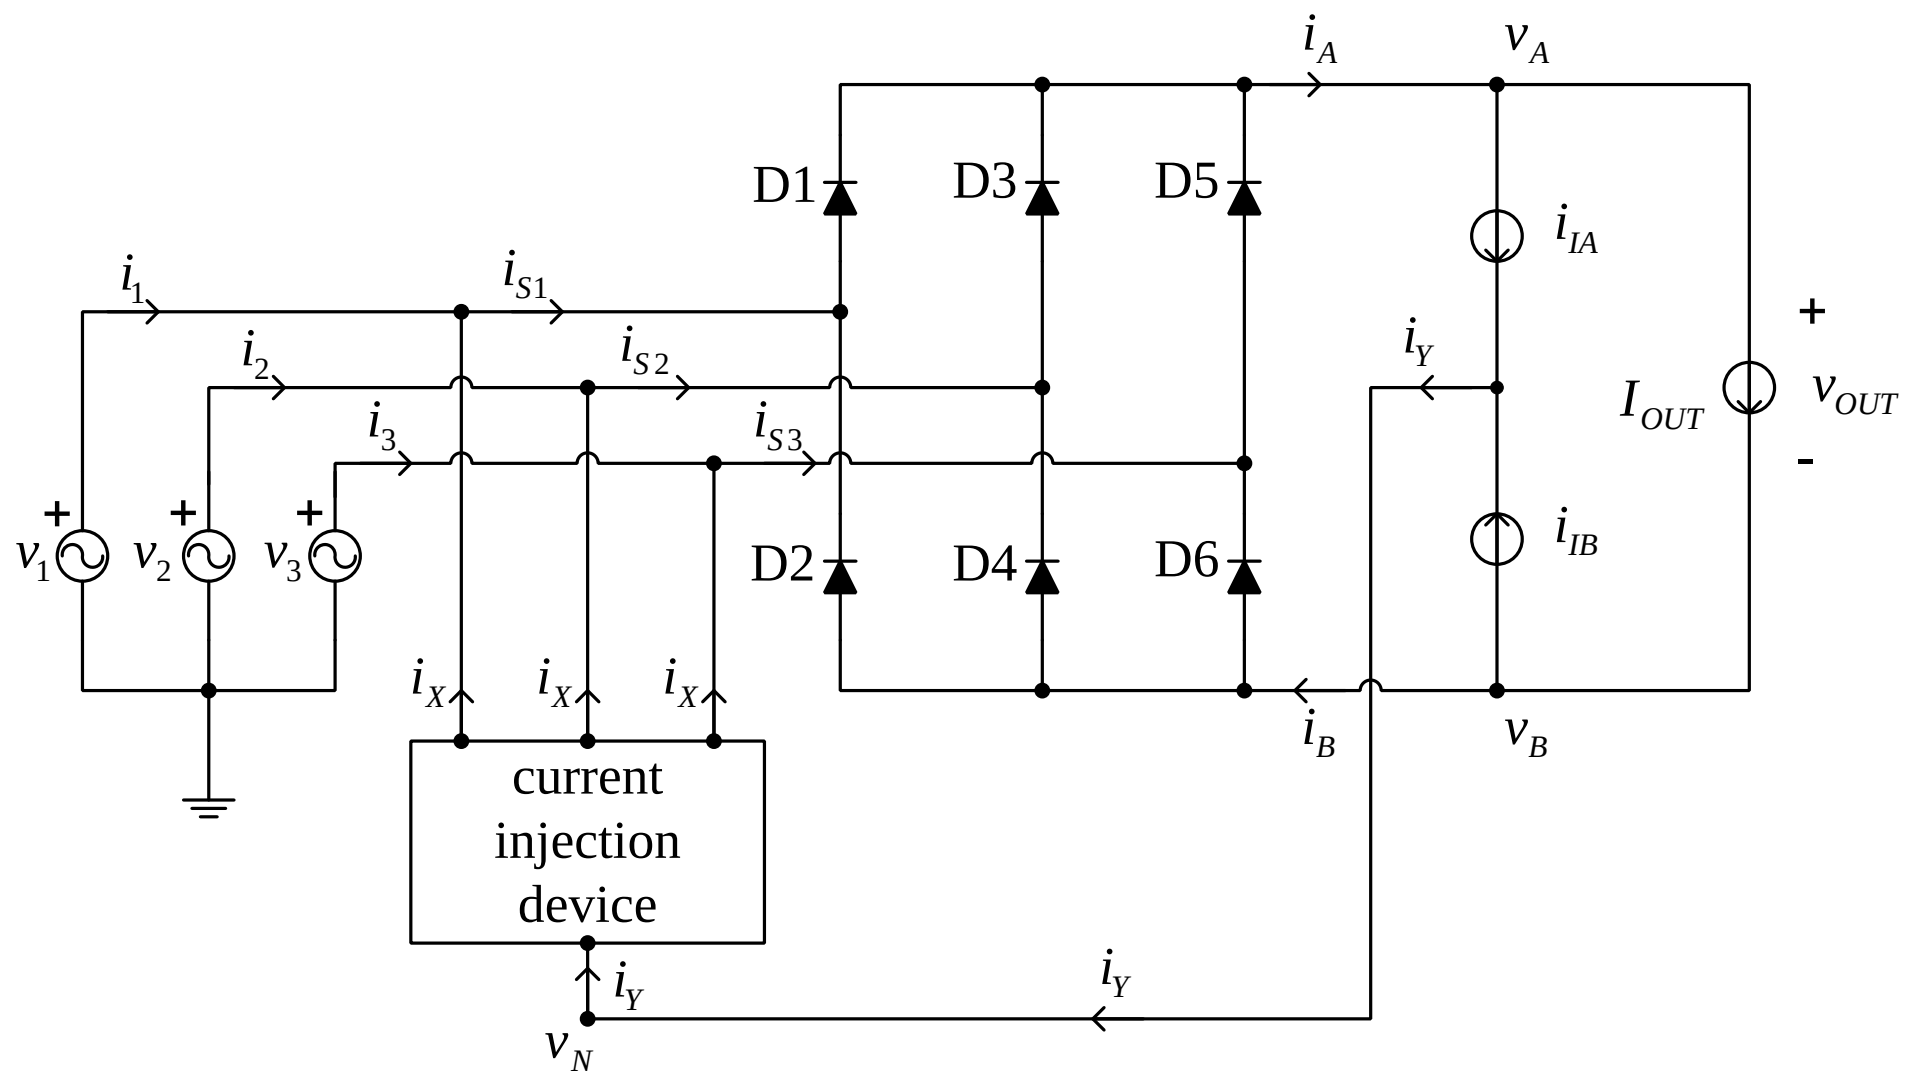 i_A
v_A
D1
D3
D5
i_IA
i_1
i_S1
+
i_2
i_S2
i_Y
I_OUT
v_OUT
i_3
i_S3
-
+
+
+
v_1
v_2
v_3
D2
D4
D6
i_IB
i_X
i_X
i_X
i_B
v_B
current
injection
device
i_Y
i_Y
v_N